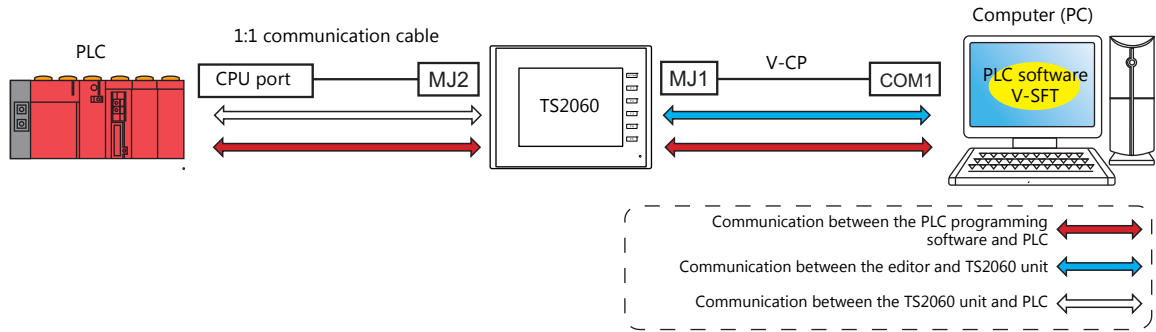 Computer (PC)
PLC
1:1 communication cable
CPU port
MJ2
TS2060
MJ1
V-CP
COM1
PLC software
V-SFT
Communication between the PLC programming
software and PLC
Communication between the editor and TS2060 unit
Communication between the TS2060 unit and PLC